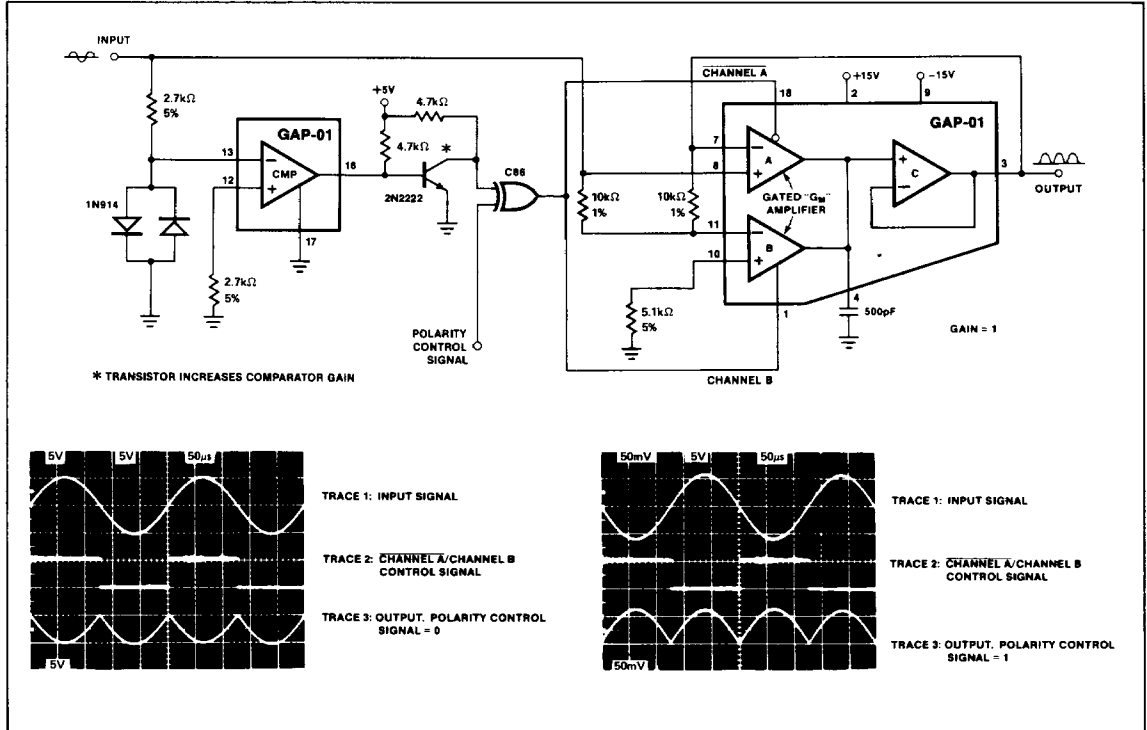 INPUT
2.7kΩ
5%
GAP-01
13
12
CMP
16
17
1N914
2.7kΩ
5%
+5V
4.7kΩ
4.7kΩ
*
2N2222
C86
POLARITY
CONTROL
SIGNAL
* TRANSISTOR INCREASES COMPARATOR GAIN
CHANNEL A
18
+15V
-15V
2
9
GAP-01
7
8
A
10kΩ
1%
10kΩ
1%
GATED "GM"
AMPLIFIER
11
10
B
C
3
OUTPUT
5.1kΩ
5%
1
4
500pF
GAIN = 1
CHANNEL B
5V
5V
50µs
5V
TRACE 1: INPUT SIGNAL
TRACE 2: CHANNEL A/CHANNEL B
CONTROL SIGNAL
TRACE 3: OUTPUT. POLARITY CONTROL
SIGNAL = 0
50mV
5V
50µs
50mV
TRACE 1: INPUT SIGNAL
TRACE 2: CHANNEL A/CHANNEL B
CONTROL SIGNAL
TRACE 3: OUTPUT. POLARITY CONTROL
SIGNAL = 1